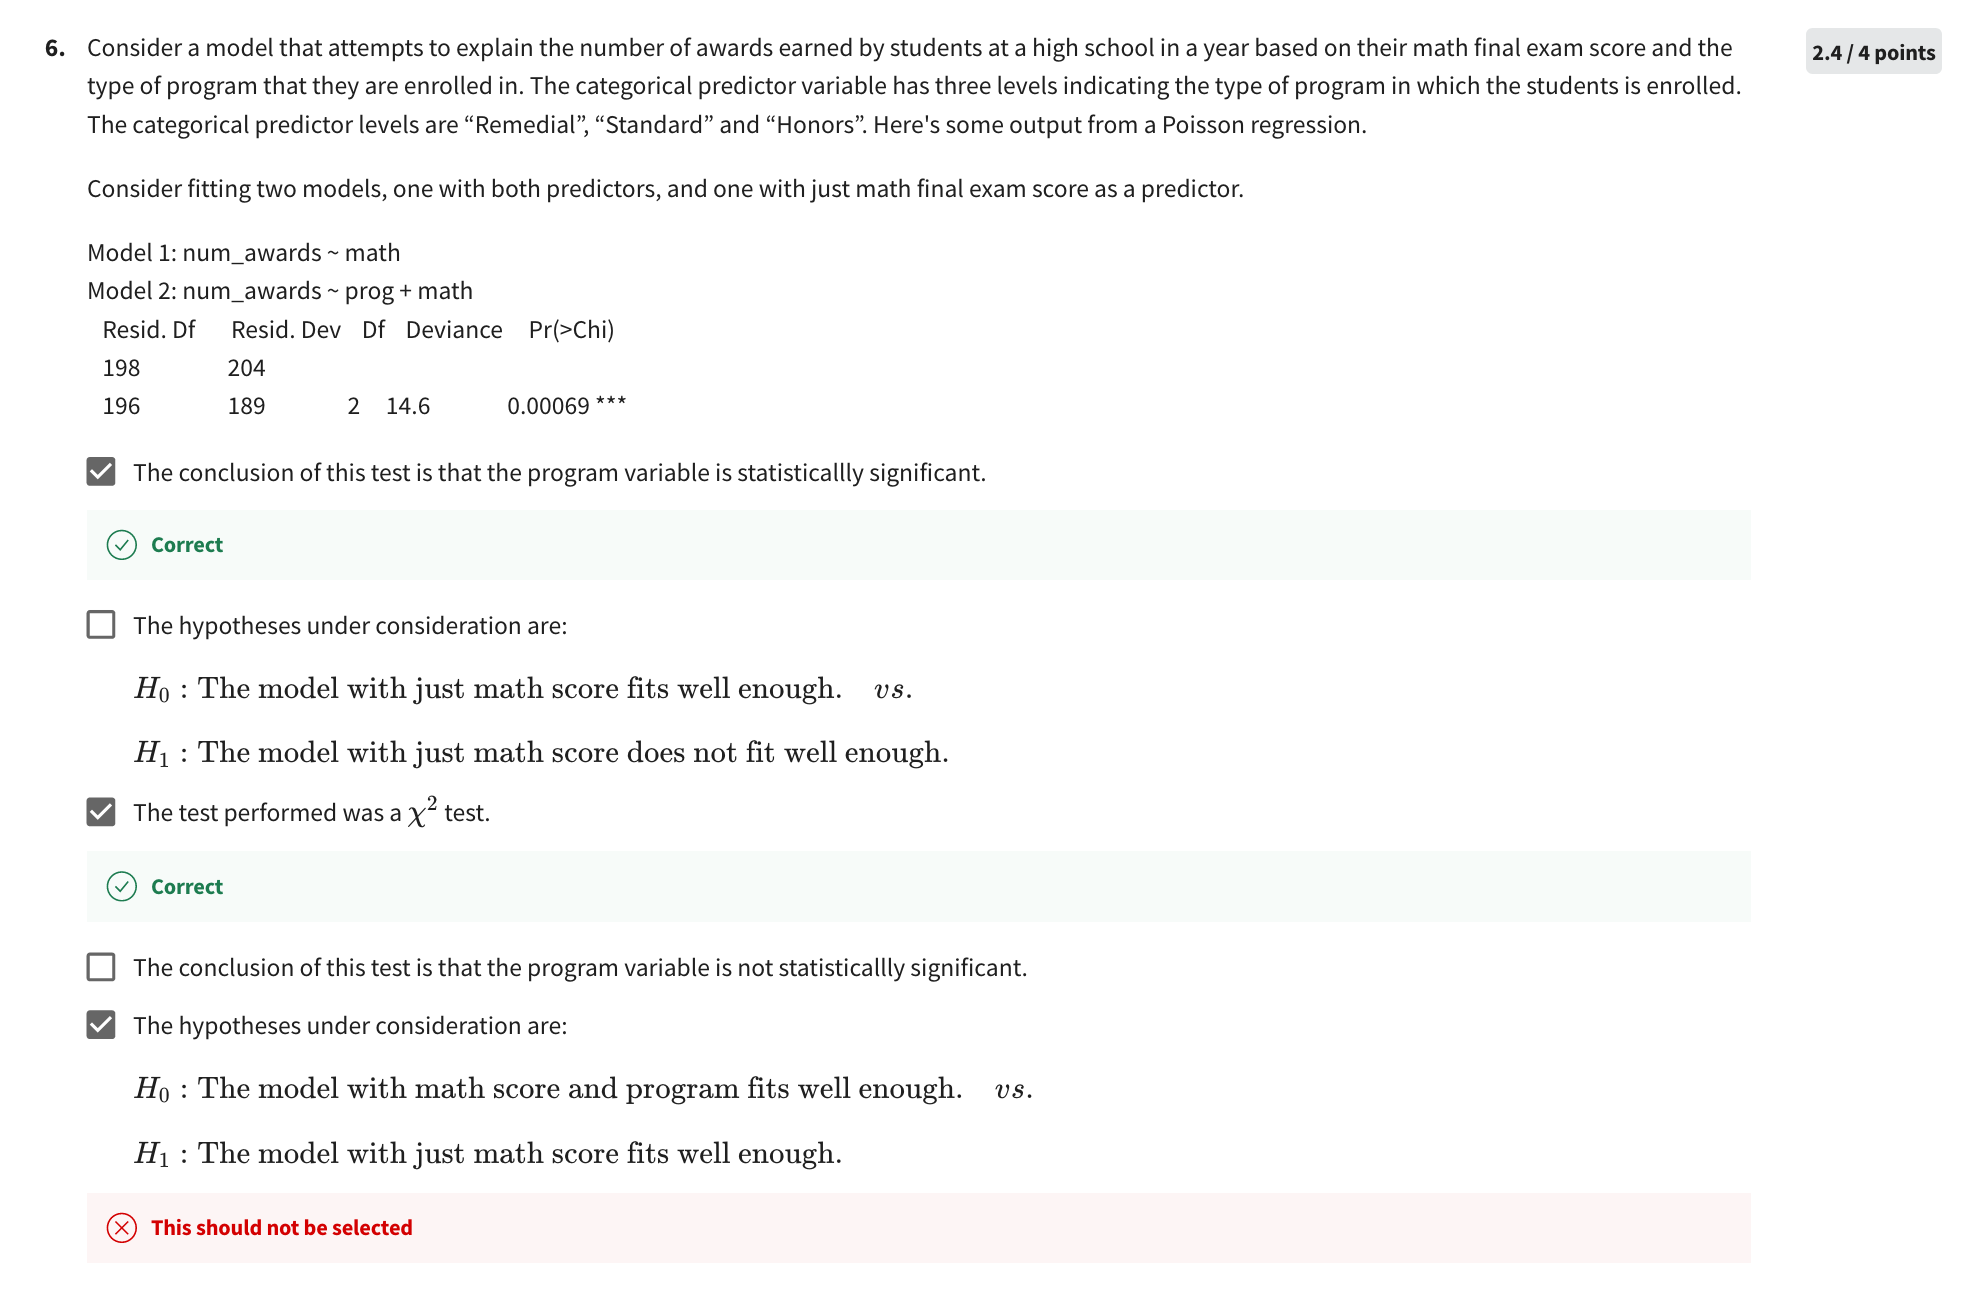 6. Consider a model that attempts to explain the number of awards earned by students at a high school in a year based on their math final exam score and the
2.4 / 4 points
type of program that they are enrolled in. The categorical predictor variable has three levels indicating the type of program in which the students is enrolled.
The categorical predictor levels are “Remedial”, “Standard” and “Honors”. Here's some output from a Poisson regression.
Consider fitting two models, one with both predictors, and one with just math final exam score as a predictor.
Model 1: num_awards ~ math
Model 2: num_awards ~ prog + math
Resid. Df Resid. Dev Df Deviance Pr(>Chi)
198 204
196 189 2 14.6 0.00069 ***
The conclusion of this test is that the program variable is statisticallly significant.
Correct
The hypotheses under consideration are:
H₀ : The model with just math score fits well enough. vs.
H₁ : The model with just math score does not fit well enough.
The test performed was a χ² test.
Correct
The conclusion of this test is that the program variable is not statisticallly significant.
The hypotheses under consideration are:
H₀ : The model with math score and program fits well enough. vs.
H₁ : The model with just math score fits well enough.
This should not be selected